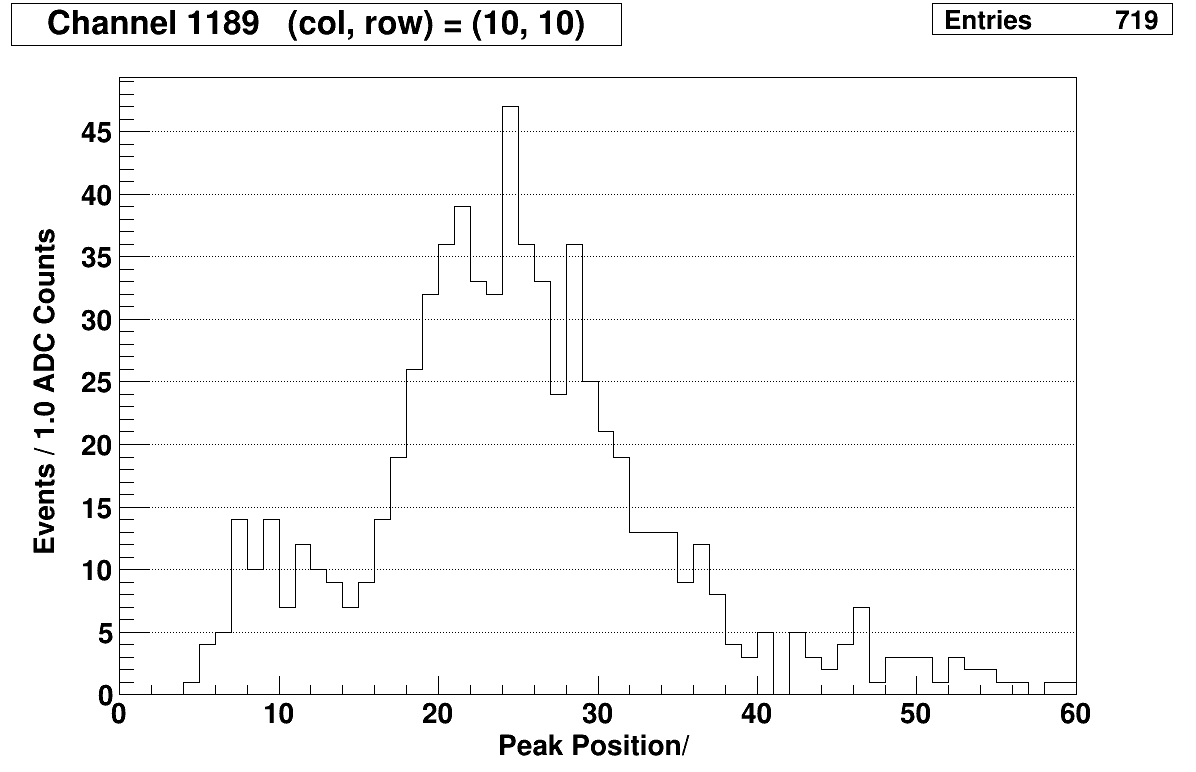 Channel 1189 (col, row) = (10, 10)
Entries 719
45
40
35
30
25
20
15
10
5
0
Events / 1.0 ADC Counts
0 10 20 30 40 50 60
Peak Position/